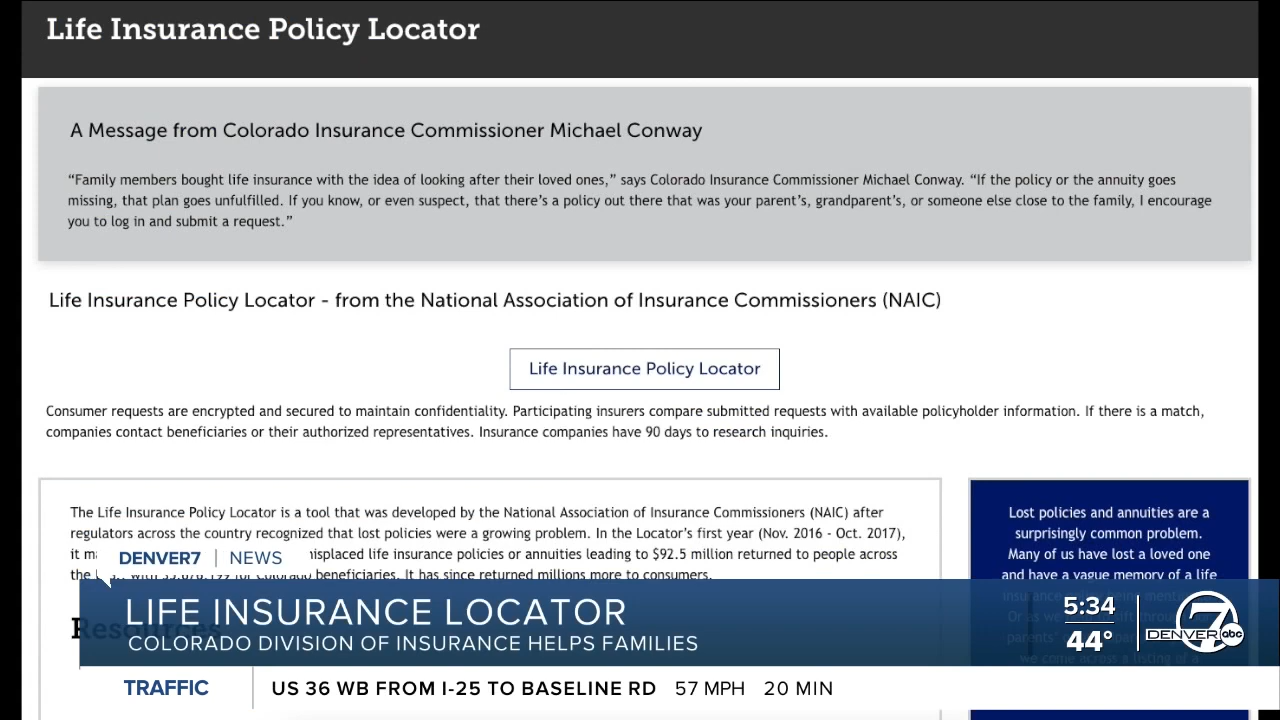 Life Insurance Policy Locator
A Message from Colorado Insurance Commissioner Michael Conway
“Family members bought life insurance with the idea of looking after their loved ones,” says Colorado Insurance Commissioner Michael Conway. “If the policy or the annuity goes
missing, that plan goes unfulfilled. If you know, or even suspect, that there’s a policy out there that was your parent’s, grandparent’s, or someone else close to the family, I encourage
you to log in and submit a request.”
Life Insurance Policy Locator - from the National Association of Insurance Commissioners (NAIC)
Life Insurance Policy Locator
Consumer requests are encrypted and secured to maintain confidentiality. Participating insurers compare submitted requests with available policyholder information. If there is a match,
companies contact beneficiaries or their authorized representatives. Insurance companies have 90 days to research inquiries.
The Life Insurance Policy Locator is a tool that was developed by the National Association of Insurance Commissioners (NAIC) after
regulators across the country recognized that lost policies were a growing problem. In the Locator’s first year (Nov. 2016 - Oct. 2017),
it misplaced life insurance policies or annuities leading to $92.5 million returned to people across
the beneficiaries. It has since returned millions more to consumers.
Resources
Lost policies and annuities are a
surprisingly common problem.
Many of us have lost a loved one
and have a vague memory of a life
DENVER7 | NEWS
LIFE INSURANCE LOCATOR
COLORADO DIVISION OF INSURANCE HELPS FAMILIES
5:34
44°
7
DENVER abc
TRAFFIC
US 36 WB FROM I-25 TO BASELINE RD 57 MPH 20 MIN